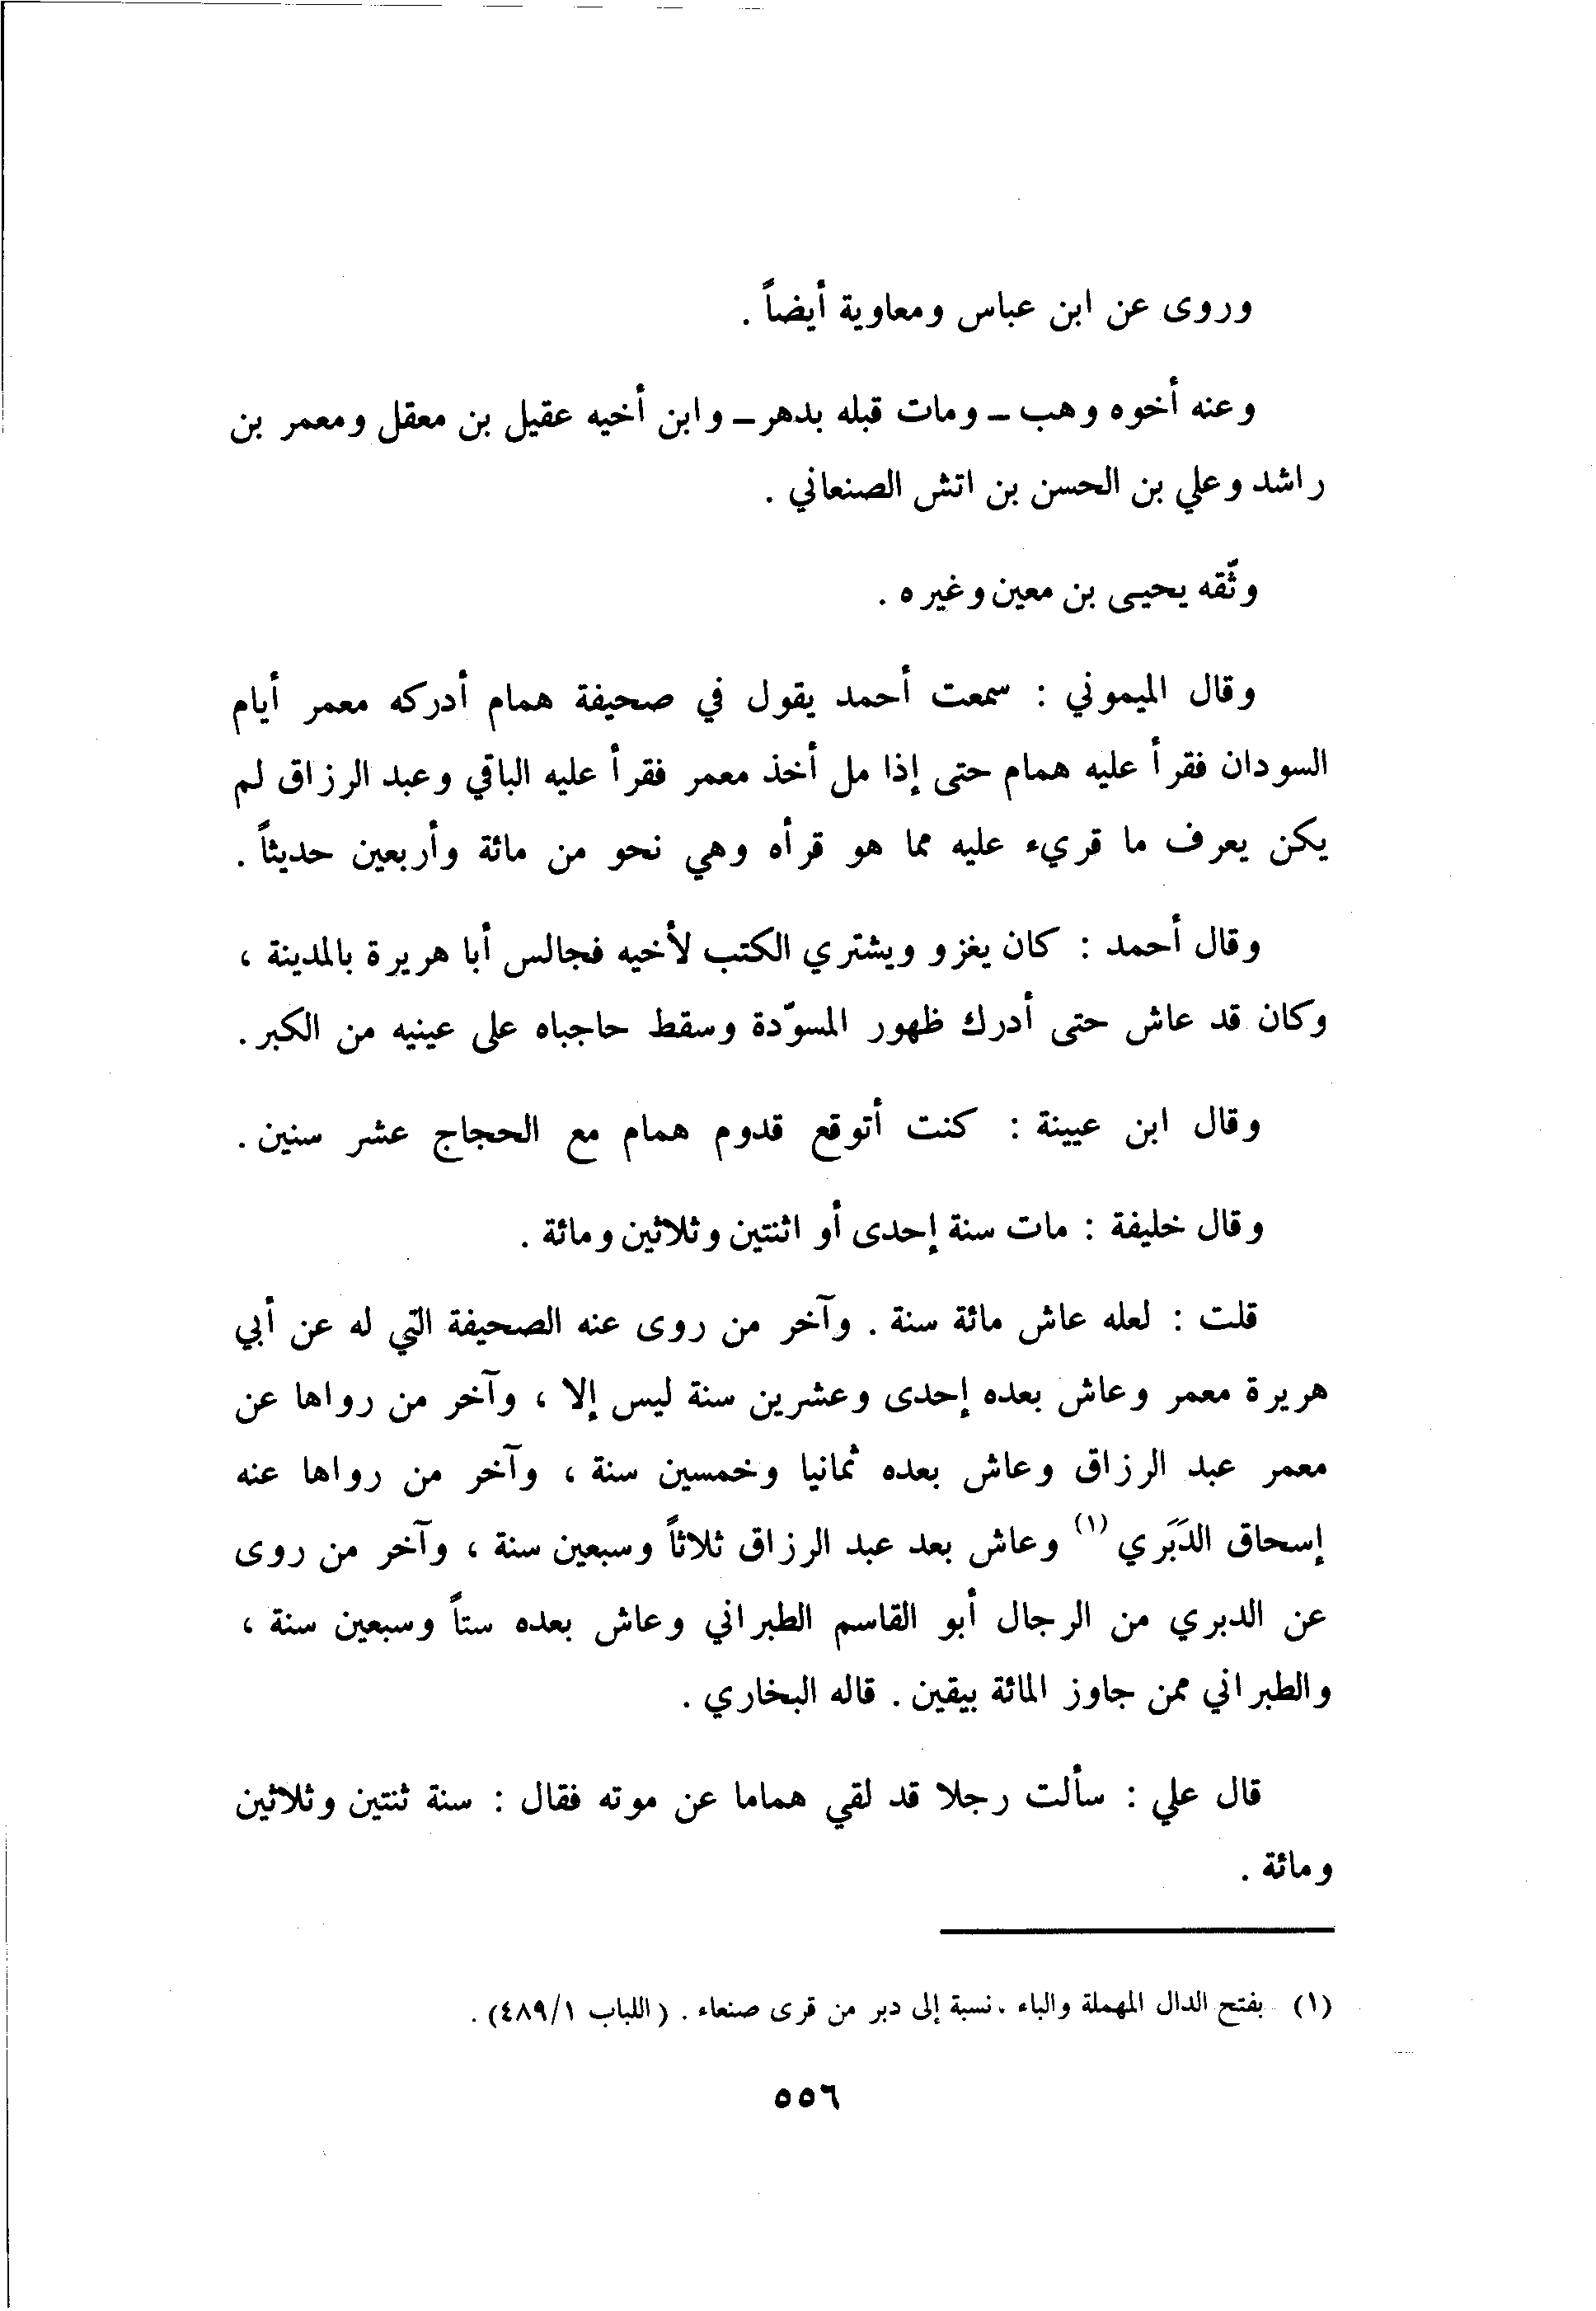 وروى عن ابن عباس ومعاوية أيضاً .
وعنه أخوه وهب ــ ومات قبله بدهر ــ وابن أخيه عقيل بن معقل ومعمر بن
راشد وعلي بن الحسن بن اتش الصنعاني .
وثّقه يحيى بن معين وغيره .
وقال الميموني : سمعت أحمد يقول في صحيفة همام أدركه معمر أيام
السودان فقرأ عليه همام حتى إذا مل أخذ معمر فقرأ عليه الباقي وعبد الرزاق لم
يكن يعرف ما قريء عليه مما هو قرأه وهي نحو من مائة وأربعين حديثاً .
وقال أحمد : كان يغزو ويشتري الكتب لأخيه فجالس أبا هريرة بالمدينة ،
وكان قد عاش حتى أدرك ظهور المسوّدة وسقط حاجباه على عينيه من الكبر .
وقال ابن عيينة : كنت أتوقع قدوم همام مع الحجاج عشر سنين .
وقال خليفة : مات سنة إحدى أو اثنتين وثلاثين ومائة .
قلت : لعله عاش مائة سنة . وآخر من روى عنه الصحيفة التي له عن أبي
هريرة معمر وعاش بعده إحدى وعشرين سنة ليس إلا ، وآخر من رواها عن
معمر عبد الرزاق وعاش بعده ثمانيا وخمسين سنة ، وآخر من رواها عنه
إسحاق الدَبَري (١) وعاش بعد عبد الرزاق ثلاثاً وسبعين سنة ، وآخر من روى
عن الدبري من الرجال أبو القاسم الطبراني وعاش بعده ستاً وسبعين سنة ،
والطبراني ممن جاوز المائة بيقين . قاله البخاري .
قال علي : سألت رجلا قد لقي هماما عن موته فقال : سنة ثنتين وثلاثين
ومائة .
(١) بفتح الدال المهملة والباء . نسبة إلى دبر من قرى صنعاء . (اللباب ٤٨٩/١) .
٥٥٦